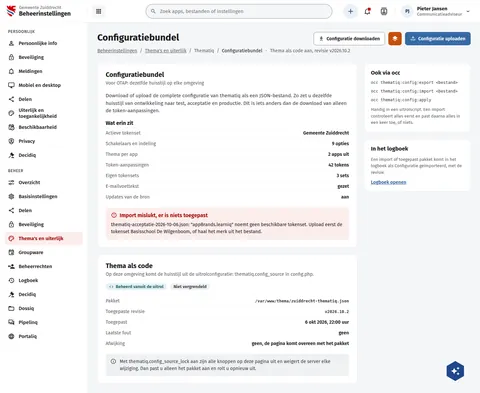 Gemeente Zuiddrecht
Beheerinstellingen
Zoek apps, bestanden of instellingen
Pieter Jansen
Communicatieadviseur
PERSOONLIJK
Persoonlijke info
Beveiliging
Meldingen
Mobiel en desktop
Delen
Uiterlijk en
toegankelijkheid
Beschikbaarheid
Privacy
Decidiq
BEHEER
Overzicht
Basisinstellingen
Delen
Beveiliging
Thema's en uiterlijk
Groupware
Beheerrechten
Logboek
Decidiq
Dossiq
Pipelinq
Portaliq
Configuratiebundel
Beheerinstellingen › Thema's en uiterlijk › Thematiq › Configuratiebundel - Thema als code aan, revisie v2026.10.2
Configuratie downloaden
Configuratie uploaden
Configuratiebundel
Voor OTAP: dezelfde huisstijl op elke omgeving
Download of upload de complete configuratie van thematiq als een JSON-bestand. Zo zet u dezelfde
huisstijl van ontwikkeling naar test, acceptatie en productie. Dit is iets anders dan de download van alleen
de token-aanpassingen.
Wat erin zit
Actieve tokenset
Gemeente Zuiddrecht
Schakelaars en indeling
9 opties
Thema per app
2 apps uit
Token-aanpassingen
42 tokens
Eigen tokensets
3 sets
E-mailvoettekst
gezet
Updates van de bron
aan
Import mislukt, er is niets toegepast
thematiq-acceptatie-2026-10-06.json: "appBrands.learniq" noemt geen beschikbare tokenset. Upload eerst de
tokenset Basisschool De Wilgenboom, of haal het merk uit het bestand.
Thema als code
Op deze omgeving komt de huisstijl uit de uitrolconfiguratie: thematiq.config_source in config.php.
Beheerd vanuit de uitrol
Niet vergrendeld
Pakket
/var/www/thema/zuiddrecht-thematiq.json
Toegepaste revisie
v2026.10.2
Toegepast
6 okt 2026, 22:00 uur
Laatste fout
geen
Afwijking
geen, de pagina komt overeen met het pakket
Met thematiq.config_source_lock aan zijn alle knoppen op deze pagina uit en weigert de server elke
wijziging. Dan past u alleen het pakket aan en rolt u opnieuw uit.
Ook via occ
occ thematiq:config:export <bestand>
occ thematiq:config:import <bestand>
occ thematiq:config:apply
Handig in een uitrolscript. Een import
controleert alles eerst en past daarna alles in
een keer toe, of niets.
In het logboek
Een import of toegepast pakket komt in het
logboek als Configuratie geïmporteerd, met de
revisie.
Logboek openen